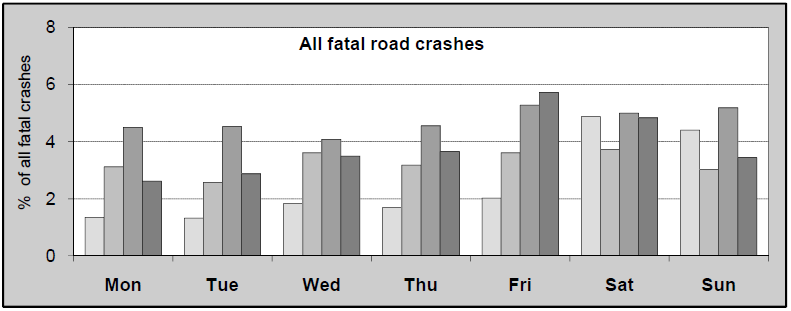 All fatal road crashes
% of all fatal crashes
8
6
4
2
0
Mon Tue Wed Thu Fri Sat Sun